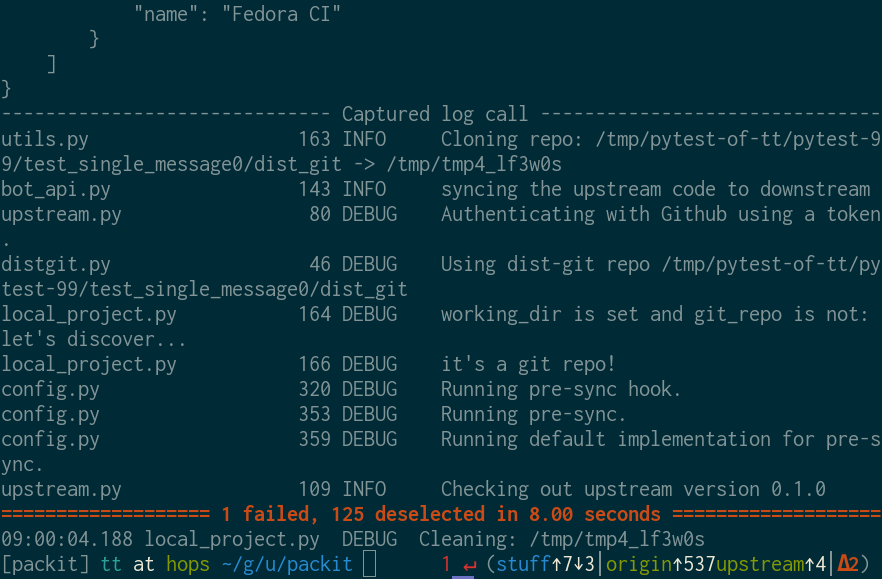 "name": "Fedora CI"
        }
    ]
}
------------------------------ Captured log call -------------------------------
utils.py                   163 INFO     Cloning repo: /tmp/pytest-of-tt/pytest-9
9/test_single_message0/dist_git -> /tmp/tmp4_lf3w0s
bot_api.py                 143 INFO     syncing the upstream code to downstream
upstream.py                 80 DEBUG    Authenticating with Github using a token
.
distgit.py                  46 DEBUG    Using dist-git repo /tmp/pytest-of-tt/py
test-99/test_single_message0/dist_git
local_project.py           164 DEBUG    working_dir is set and git_repo is not:
let's discover...
local_project.py           166 DEBUG    it's a git repo!
config.py                  320 DEBUG    Running pre-sync hook.
config.py                  353 DEBUG    Running pre-sync.
config.py                  359 DEBUG    Running default implementation for pre-s
ync.
upstream.py                109 INFO     Checking out upstream version 0.1.0
=================== 1 failed, 125 deselected in 8.00 seconds ===================
09:00:04.188 local_project.py  DEBUG  Cleaning: /tmp/tmp4_lf3w0s
[packit] tt at hops ~/g/u/packit        1 ↵ (stuff↑7↓3|origin↑537upstream↑4|Δ2)